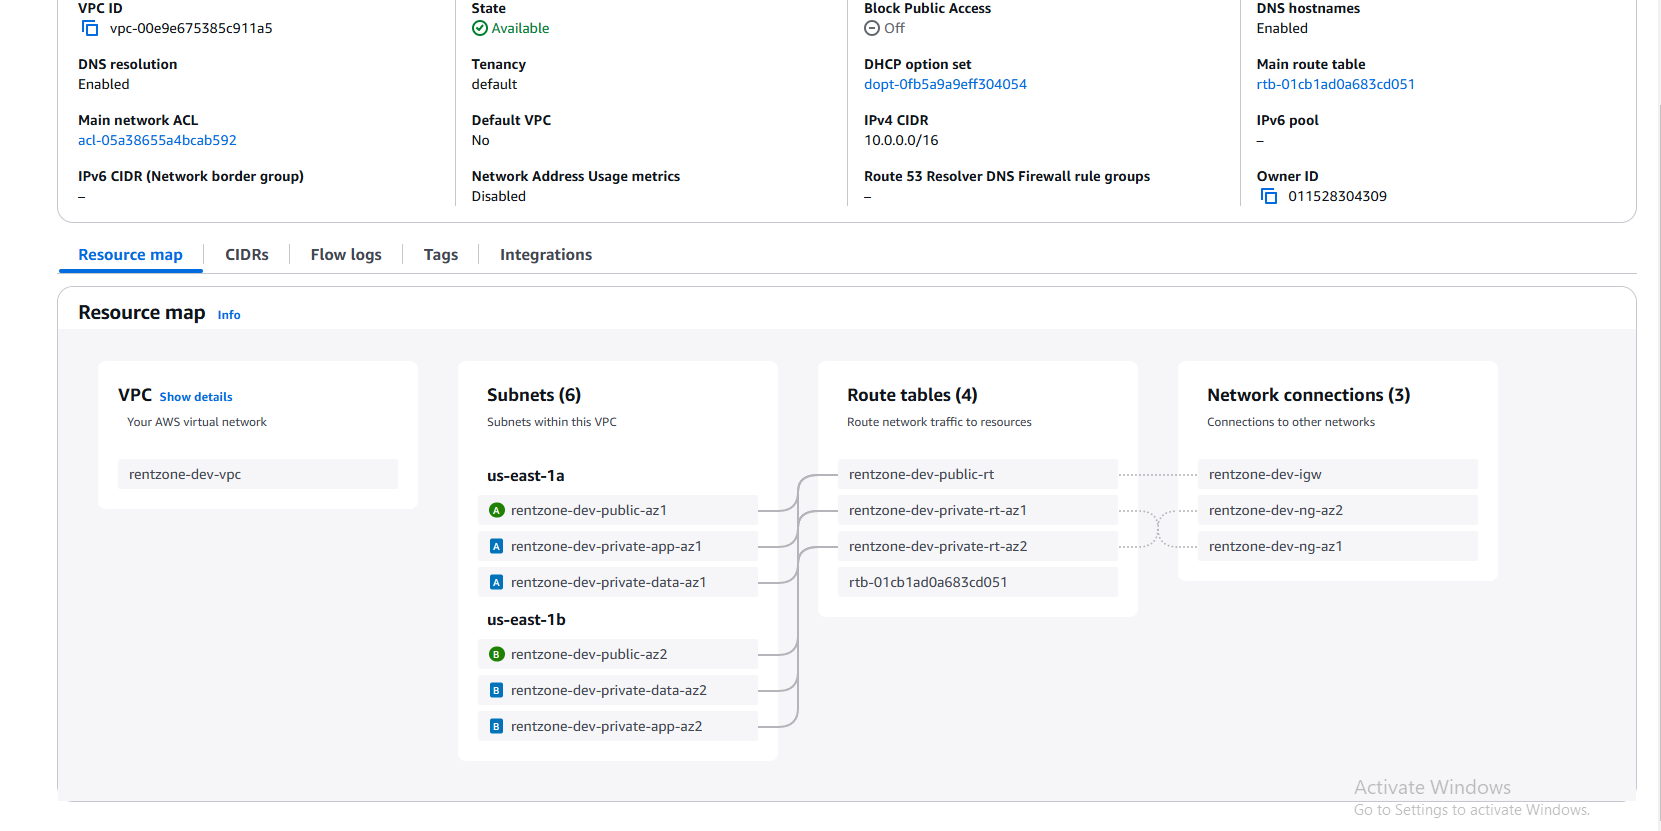 VPC ID
vpc-00e9e675385c911a5
State
Available
Block Public Access
Off
DNS hostnames
Enabled
DNS resolution
Enabled
Tenancy
default
DHCP option set
dopt-0fb5a9a9eff304054
Main route table
rtb-01cb1ad0a683cd051
Main network ACL
acl-05a38655a4bcab592
Default VPC
No
IPv4 CIDR
10.0.0.0/16
IPv6 pool
–
IPv6 CIDR (Network border group)
–
Network Address Usage metrics
Disabled
Route 53 Resolver DNS Firewall rule groups
–
Owner ID
011528304309
Resource map
CIDRs
Flow logs
Tags
Integrations
Resource map Info
VPC Show details
Your AWS virtual network
rentzone-dev-vpc
Subnets (6)
Subnets within this VPC
us-east-1a
A rentzone-dev-public-az1
A rentzone-dev-private-app-az1
A rentzone-dev-private-data-az1
us-east-1b
B rentzone-dev-public-az2
B rentzone-dev-private-data-az2
B rentzone-dev-private-app-az2
Route tables (4)
Route network traffic to resources
rentzone-dev-public-rt
rentzone-dev-private-rt-az1
rentzone-dev-private-rt-az2
rtb-01cb1ad0a683cd051
Network connections (3)
Connections to other networks
rentzone-dev-igw
rentzone-dev-ng-az2
rentzone-dev-ng-az1
Activate Windows
Go to Settings to activate Windows.